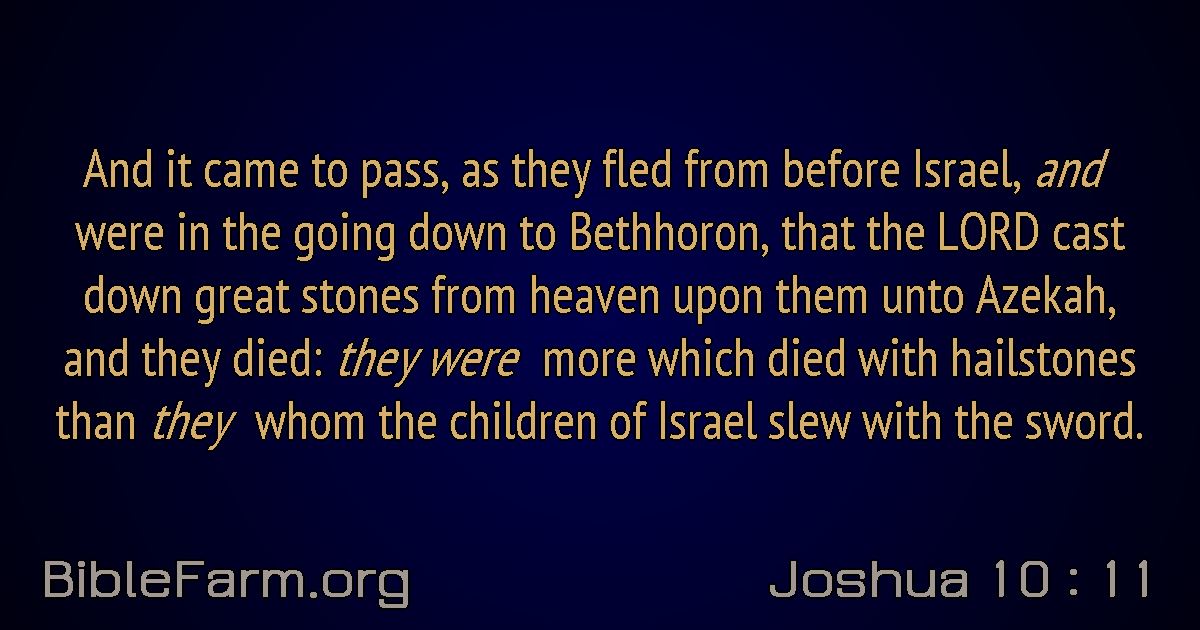 And it came to pass, as they fled from before Israel, and
were in the going down to Bethhoron, that the LORD cast
down great stones from heaven upon them unto Azekah,
and they died: they were more which died with hailstones
than they whom the children of Israel slew with the sword.
BibleFarm.org
Joshua 10 : 11